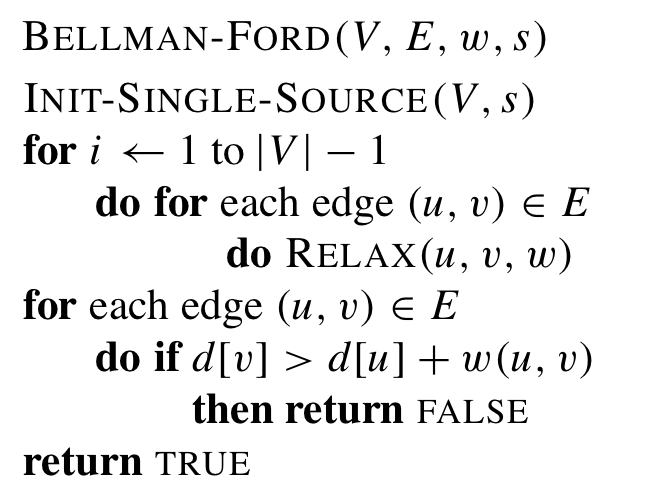 BELLMAN-FORD(V, E, w, s)
INIT-SINGLE-SOURCE(V, s)
for i ← 1 to |V| − 1
do for each edge (u, v) ∈ E
do RELAX(u, v, w)
for each edge (u, v) ∈ E
do if d[v] > d[u] + w(u, v)
then return FALSE
return TRUE